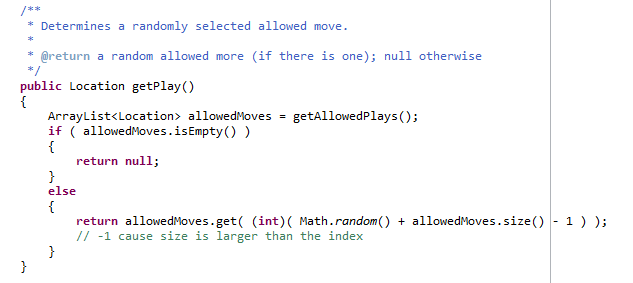 /**
 * Determines a randomly selected allowed move.
 *
 * @return a random allowed more (if there is one); null otherwise
 */
public Location getPlay()
{
    ArrayList<Location> allowedMoves = getAllowedPlays();
    if ( allowedMoves.isEmpty() )
    {
        return null;
    }
    else
    {
        return allowedMoves.get( (int)( Math.random() + allowedMoves.size() - 1 ) );
        // -1 cause size is larger than the index
    }
}